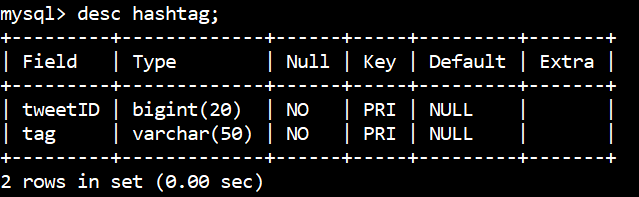 mysql> desc hashtag;
+---------+-------------+------+-----+---------+-------+
| Field   | Type        | Null | Key | Default | Extra |
+---------+-------------+------+-----+---------+-------+
| tweetID | bigint(20)  | NO   | PRI | NULL    |       |
| tag     | varchar(50) | NO   | PRI | NULL    |       |
+---------+-------------+------+-----+---------+-------+
2 rows in set (0.00 sec)